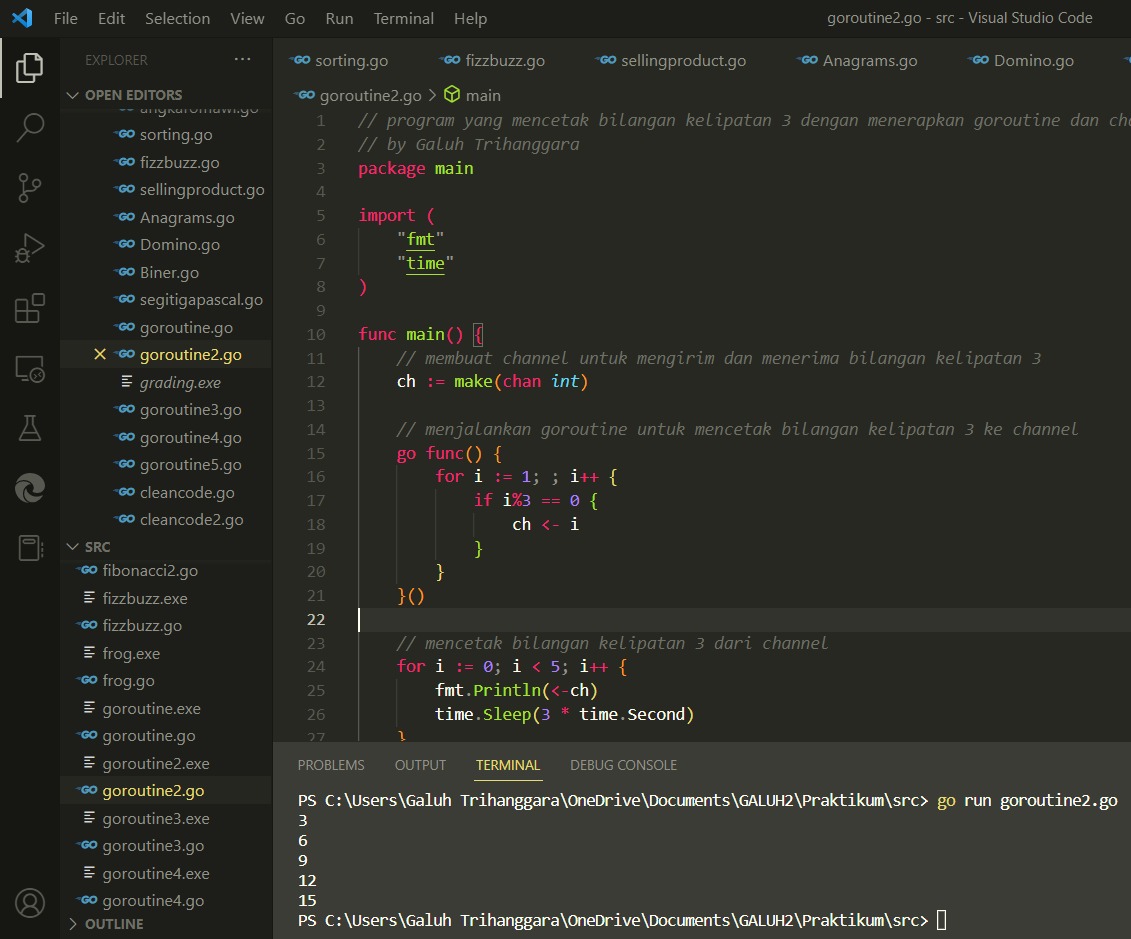 File Edit Selection View Go Run Terminal Help
goroutine2.go - src - Visual Studio Code
EXPLORER ...
OPEN EDITORS
angkaromawi.go
sorting.go
fizzbuzz.go
sellingproduct.go
Anagrams.go
Domino.go
Biner.go
segitigapascal.go
goroutine.go
goroutine2.go
grading.exe
goroutine3.go
goroutine4.go
goroutine5.go
cleancode.go
cleancode2.go
SRC
fibonacci2.go
fizzbuzz.exe
fizzbuzz.go
frog.exe
frog.go
goroutine.exe
goroutine.go
goroutine2.exe
goroutine2.go
goroutine3.exe
goroutine3.go
goroutine4.exe
goroutine4.go
OUTLINE
GO sorting.go GO fizzbuzz.go GO sellingproduct.go GO Anagrams.go GO Domino.go
GO goroutine2.go > main
1 // program yang mencetak bilangan kelipatan 3 dengan menerapkan goroutine dan
2 // by Galuh Trihanggara
3 package main
4
5 import (
6 "fmt"
7 "time"
8 )
9
10 func main() {
11 // membuat channel untuk mengirim dan menerima bilangan kelipatan 3
12 ch := make(chan int)
13
14 // menjalankan goroutine untuk mencetak bilangan kelipatan 3 ke channel
15 go func() {
16 for i := 1; ; i++ {
17 if i%3 == 0 {
18 ch <- i
19 }
20 }
21 }()
22
23 // mencetak bilangan kelipatan 3 dari channel
24 for i := 0; i < 5; i++ {
25 fmt.Println(<-ch)
26 time.Sleep(3 * time.Second)
27 }
PROBLEMS OUTPUT TERMINAL DEBUG CONSOLE
PS C:\Users\Galuh Trihanggara\OneDrive\Documents\GALUH2\Praktikum\src> go run goroutine2.go
3
6
9
12
15
PS C:\Users\Galuh Trihanggara\OneDrive\Documents\GALUH2\Praktikum\src>